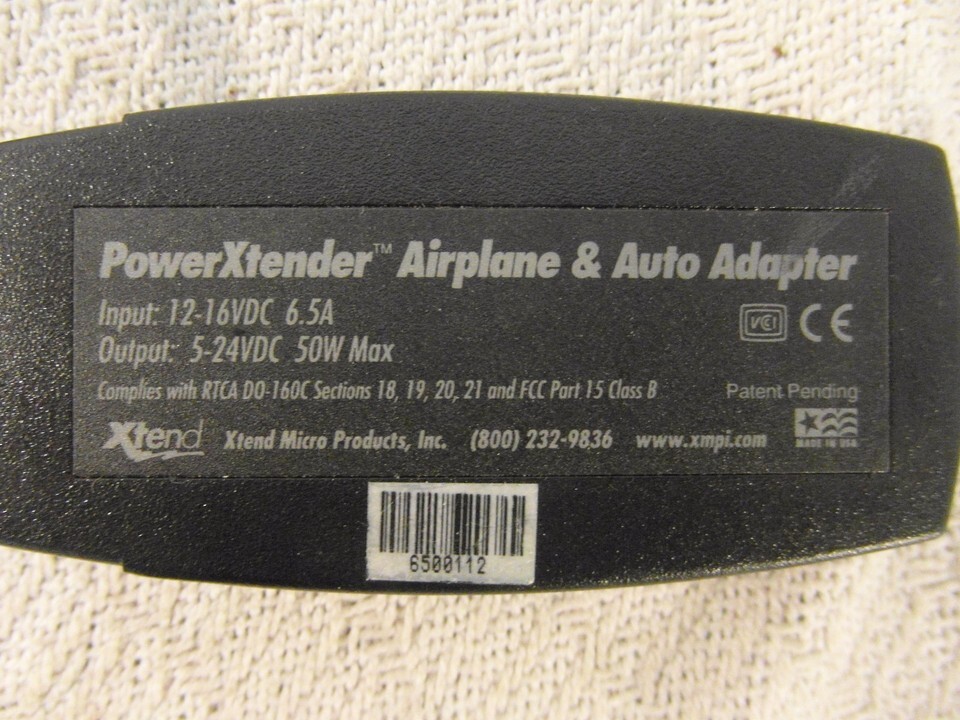 PowerXtender™ Airplane & Auto Adapter
Input: 12-16VDC 6.5A
VCCI CE
Output: 5-24VDC 50W Max
Complies with RTCA DO-160C Sections 18, 19, 20, 21 and FCC Part 15 Class B
Patent Pending
Xtend Xtend Micro Products, Inc. (800) 232-9836 www.xmpi.com
MADE IN USA
6500112